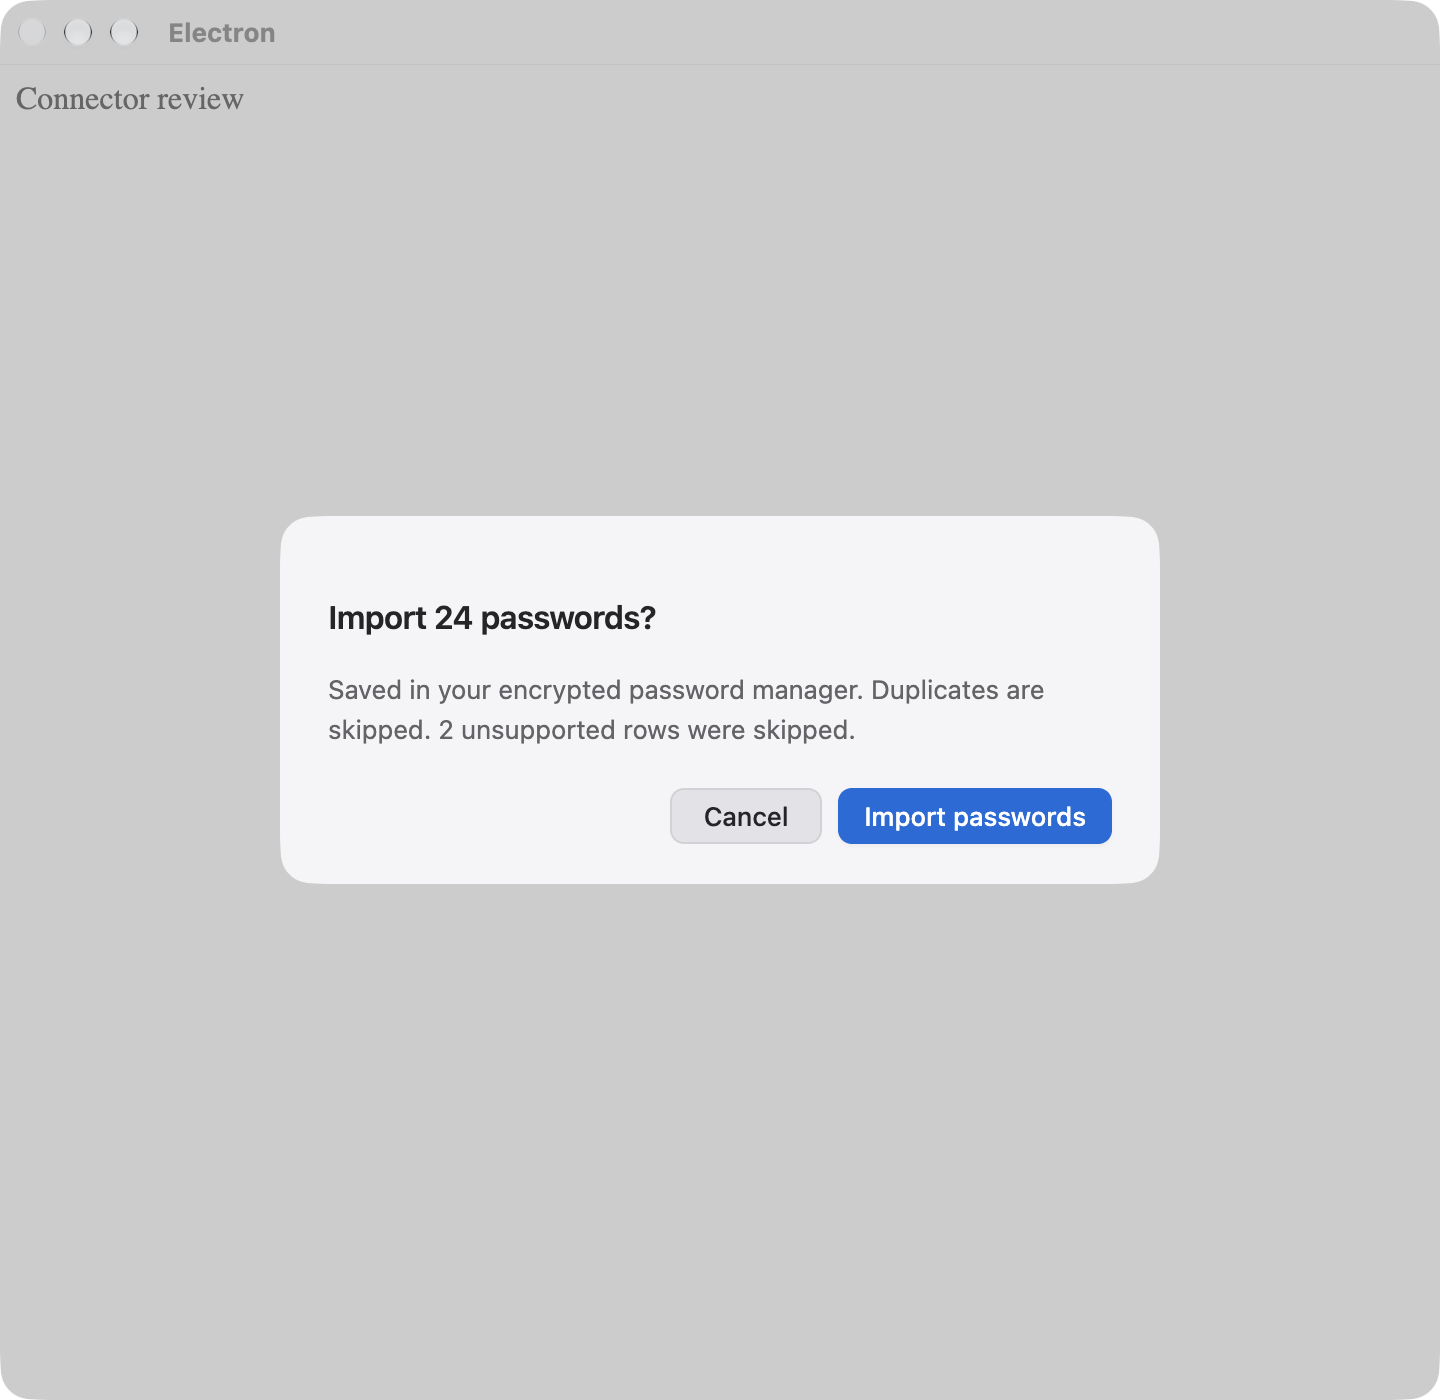 Electron
Connector review
Import 24 passwords?
Saved in your encrypted password manager. Duplicates are
skipped. 2 unsupported rows were skipped.
Cancel
Import passwords